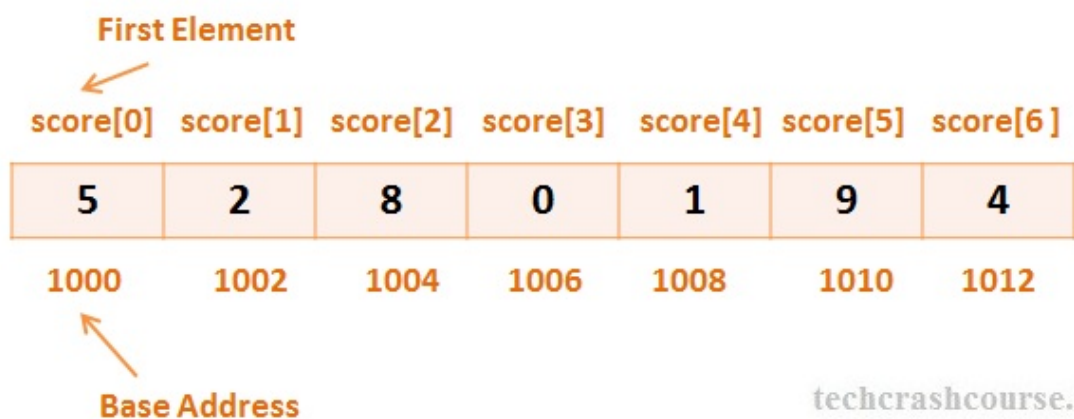 First Element
score[0] score[1] score[2] score[3] score[4] score[5] score[6 ]
5 2 8 0 1 9 4
1000 1002 1004 1006 1008 1010 1012
Base Address
techcrashcourse.